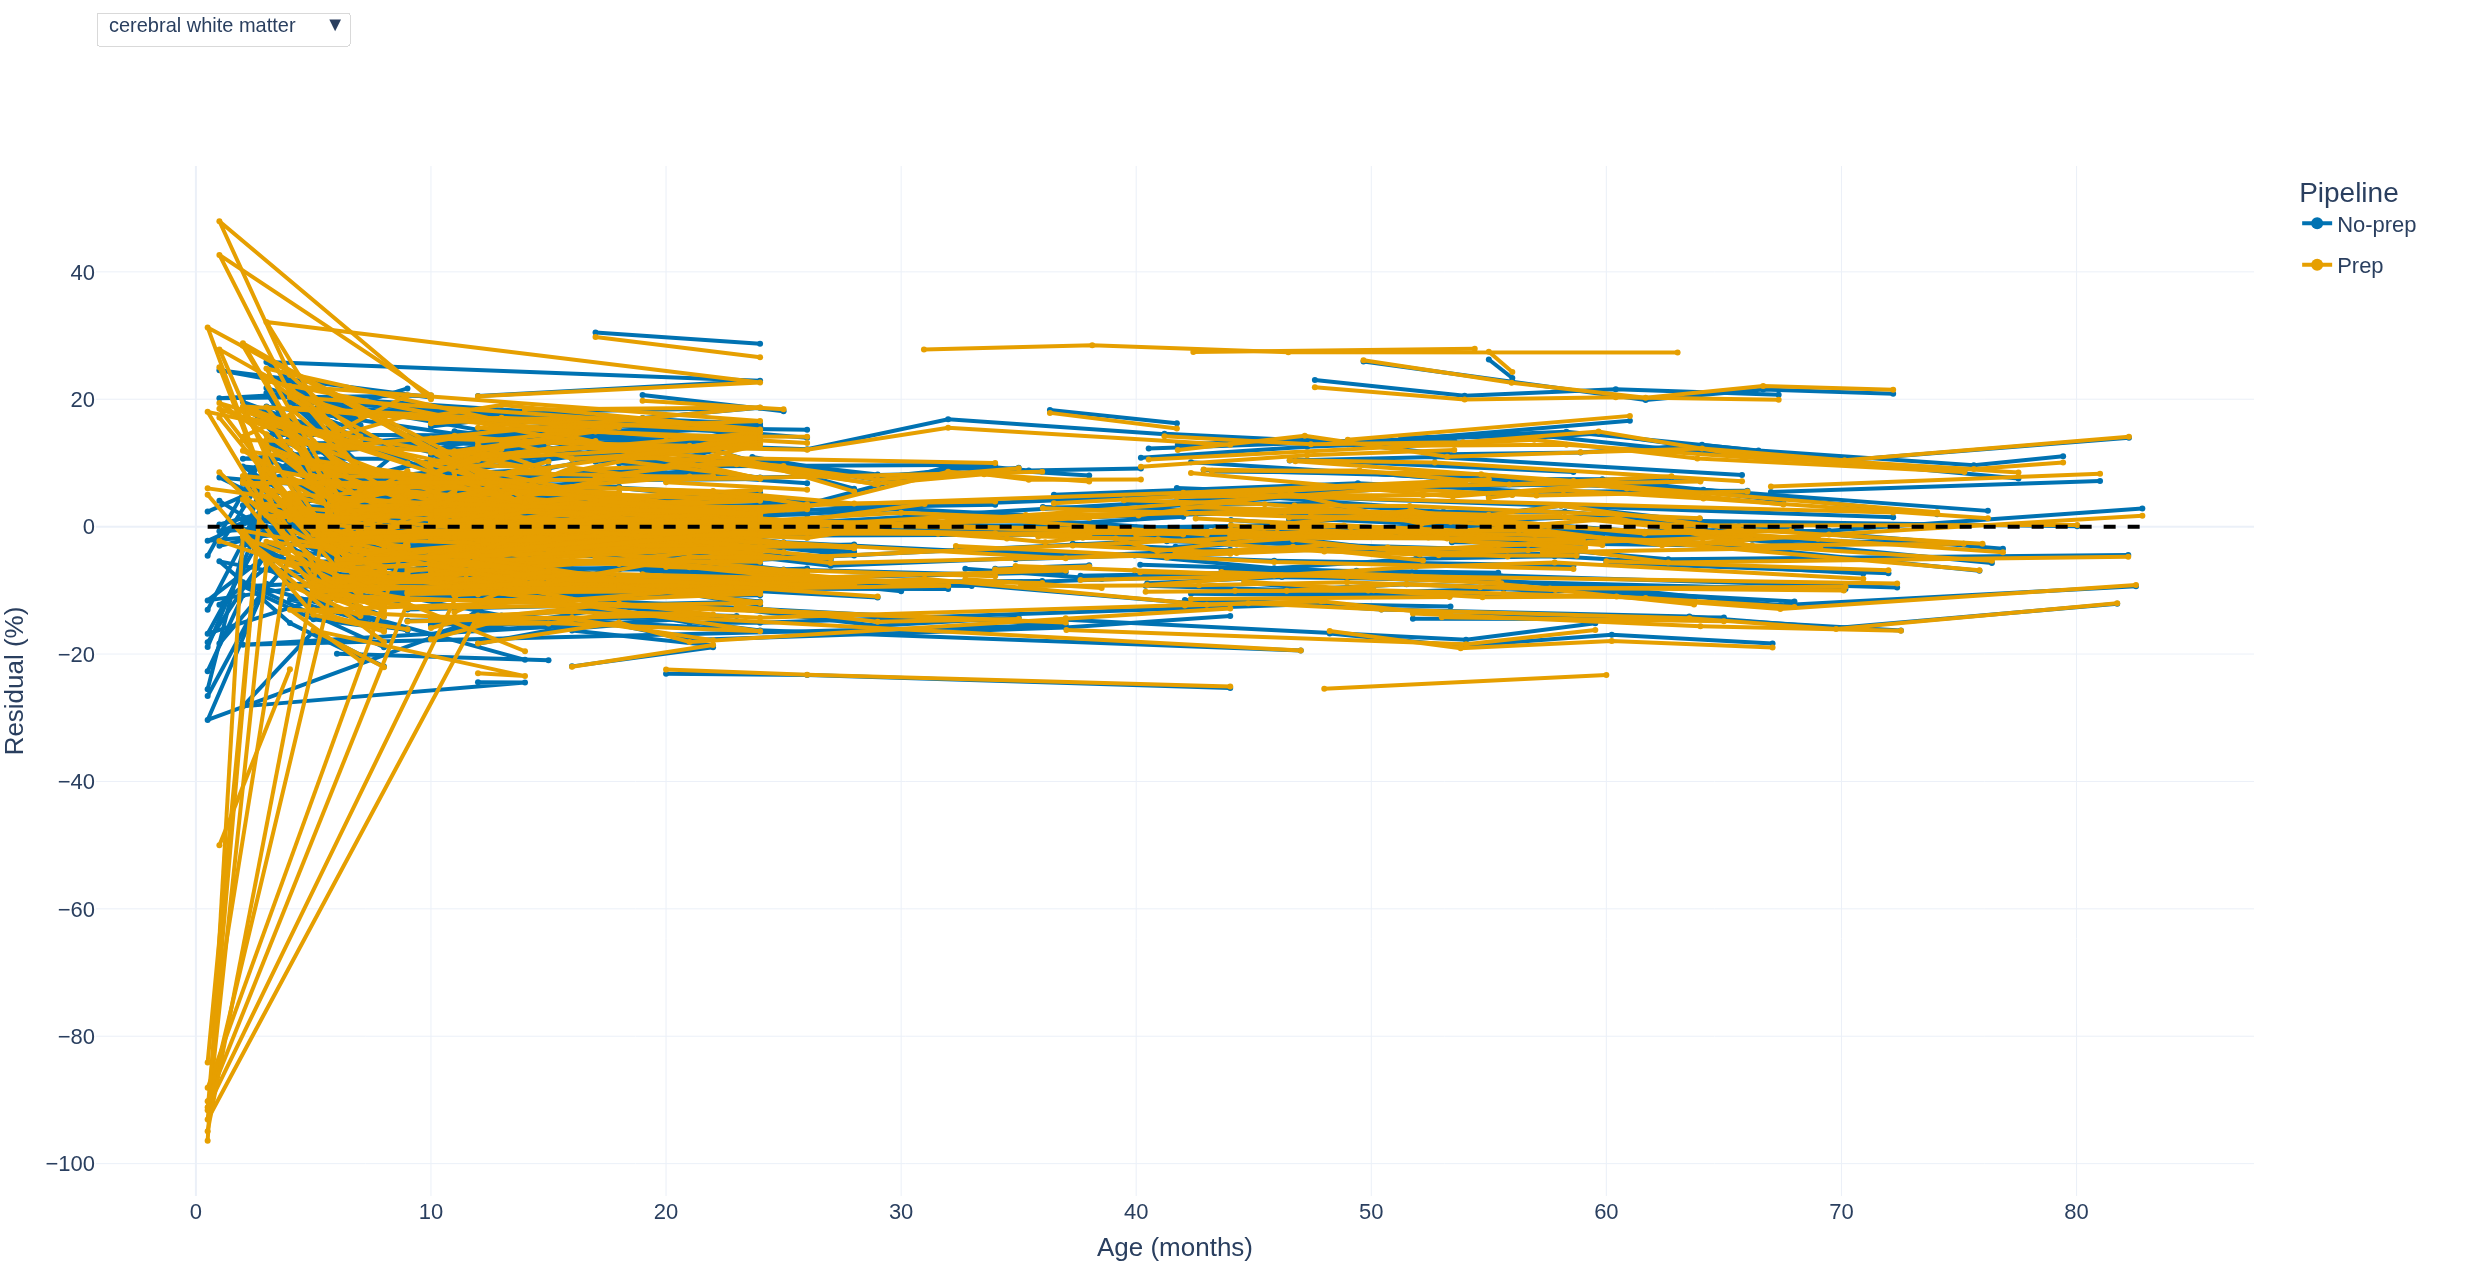 cerebral white matter ▼
Pipeline
No-prep
Prep
40
20
0
−20
−40
−60
−80
−100
Residual (%)
0 10 20 30 40 50 60 70 80
Age (months)